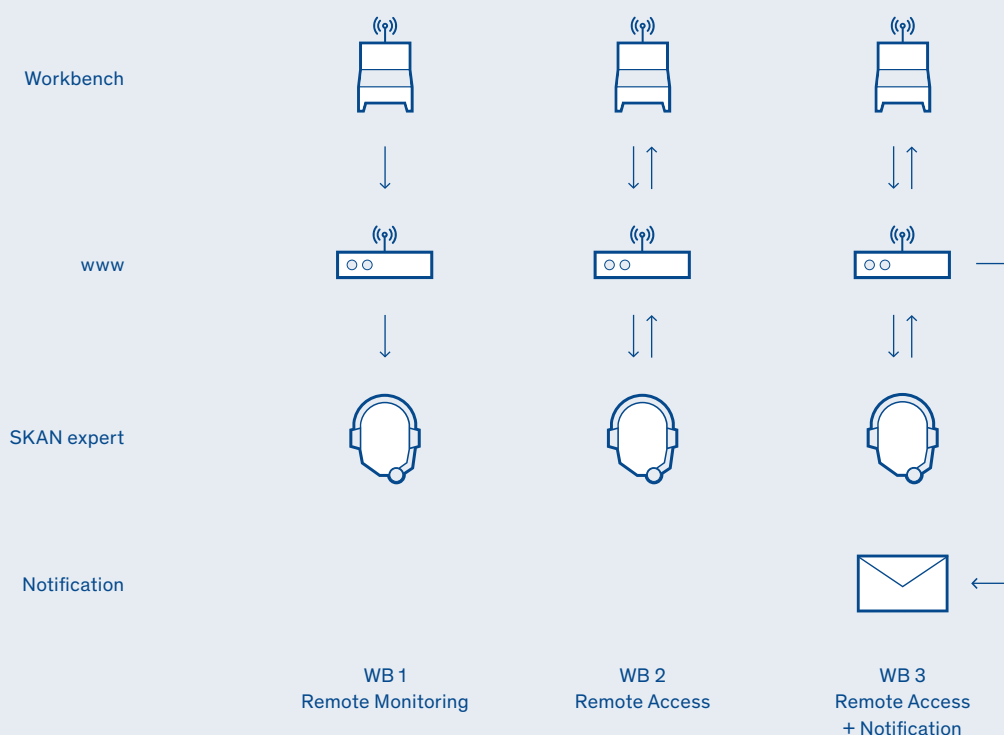 Workbench
www
SKAN expert
Notification
WB 1
Remote Monitoring
WB 2
Remote Access
WB 3
Remote Access
+ Notification